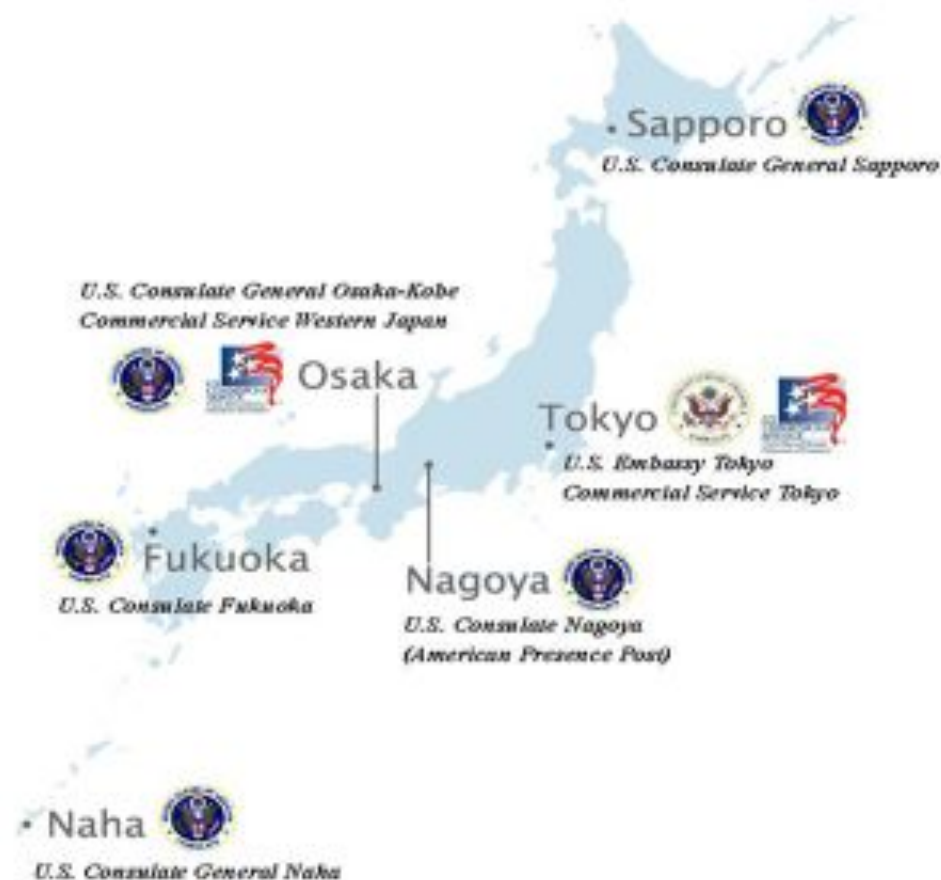 Sapporo
U.S. Consulate General Sapporo
U.S. Consulate General Osaka-Kobe
Commercial Service Western Japan
Osaka
Tokyo
U.S. Embassy Tokyo
Commercial Service Tokyo
Fukuoka
U.S. Consulate Fukuoka
Nagoya
U.S. Consulate Nagoya
(American Presence Post)
Naha
U.S. Consulate General Naha